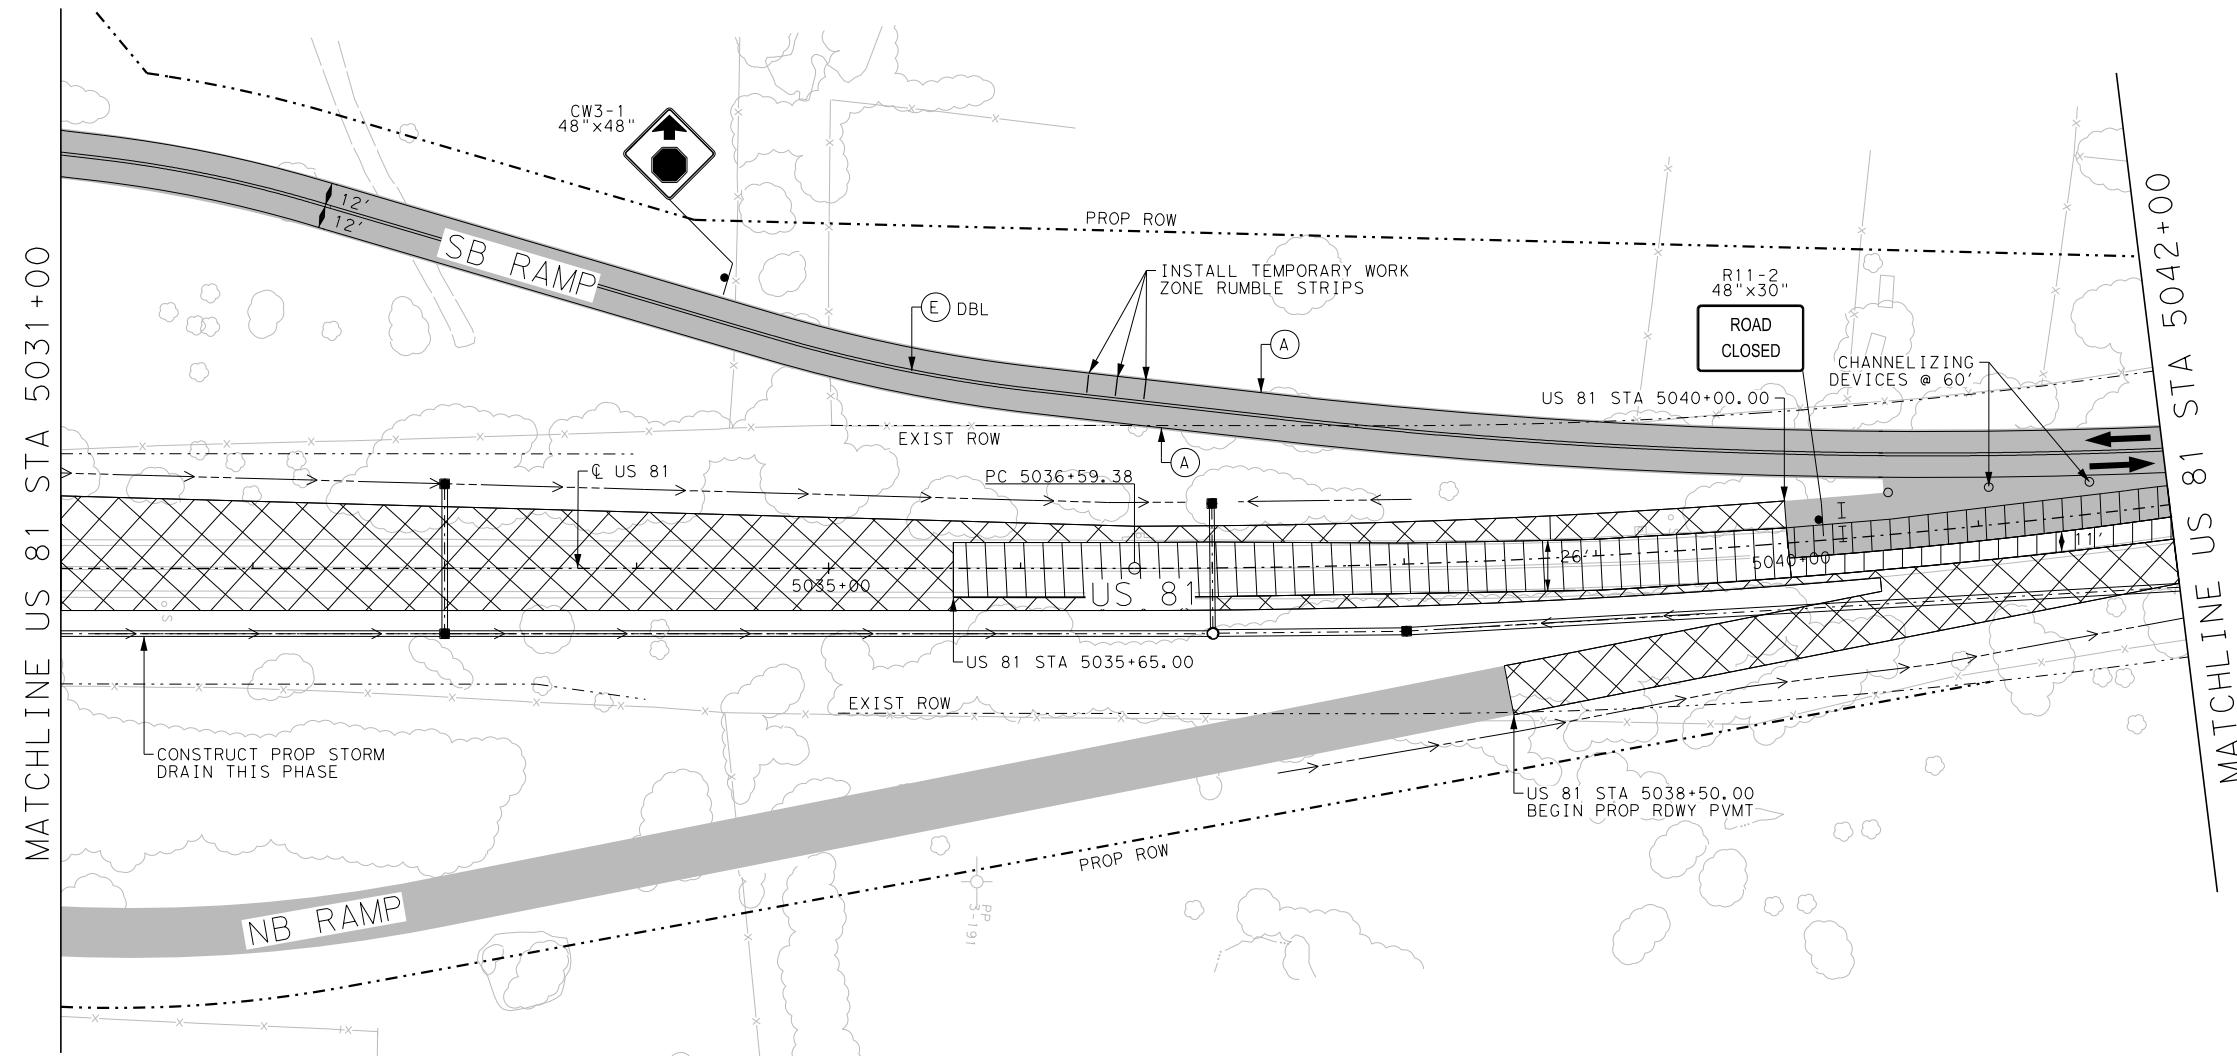 CW3-1
48"x48"
PROP ROW
12'
12'
SB RAMP
INSTALL TEMPORARY WORK
ZONE RUMBLE STRIPS
E DBL
A
R11-2
48"x30"
ROAD
CLOSED
CHANNELIZING
DEVICES @ 60'
US 81 STA 5040+00.00
EXIST ROW
A
℄ US 81
PC 5036+59.38
26'
5040+00
11'
5035+00
US 81
US 81 STA 5035+65.00
EXIST ROW
CONSTRUCT PROP STORM
DRAIN THIS PHASE
US 81 STA 5038+50.00
BEGIN PROP RDWY PVMT
PROP ROW
NB RAMP
PP
3-191
MATCHLINE US 81 STA 5031+00
MATCHLINE US 81 STA 5042+00